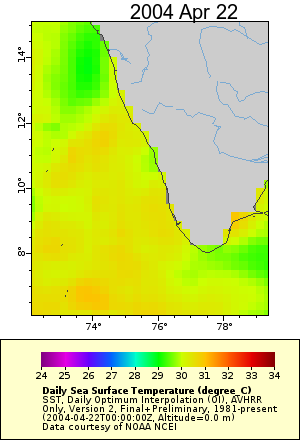 2004 Apr 22
14°
12°
10°
8°
74°
76°
78°
24 25 26 27 28 29 30 31 32 33 34
Daily Sea Surface Temperature (degree_C)
SST, Daily Optimum Interpolation (OI), AVHRR
Only, Version 2, Final+Preliminary, 1981-present
(2004-04-22T00:00:00Z, Altitude=0.0 m)
Data courtesy of NOAA NCEI